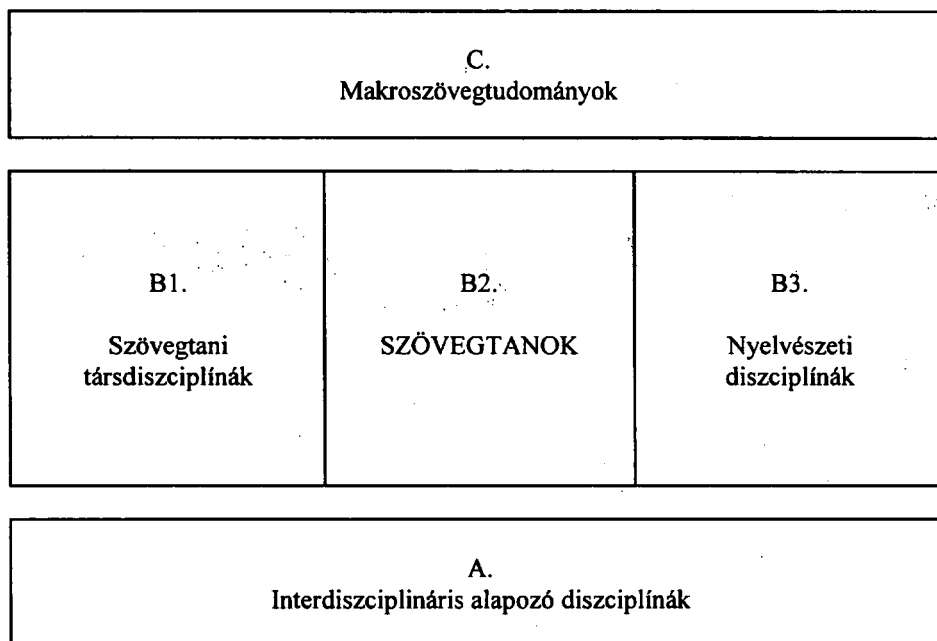 C.
Makroszövegtudományok
B1.
Szövegtani
társdiszciplínák
B2.
SZÖVEGTANOK
B3.
Nyelvészeti
diszciplínák
A.
Interdiszciplináris alapozó diszciplínák